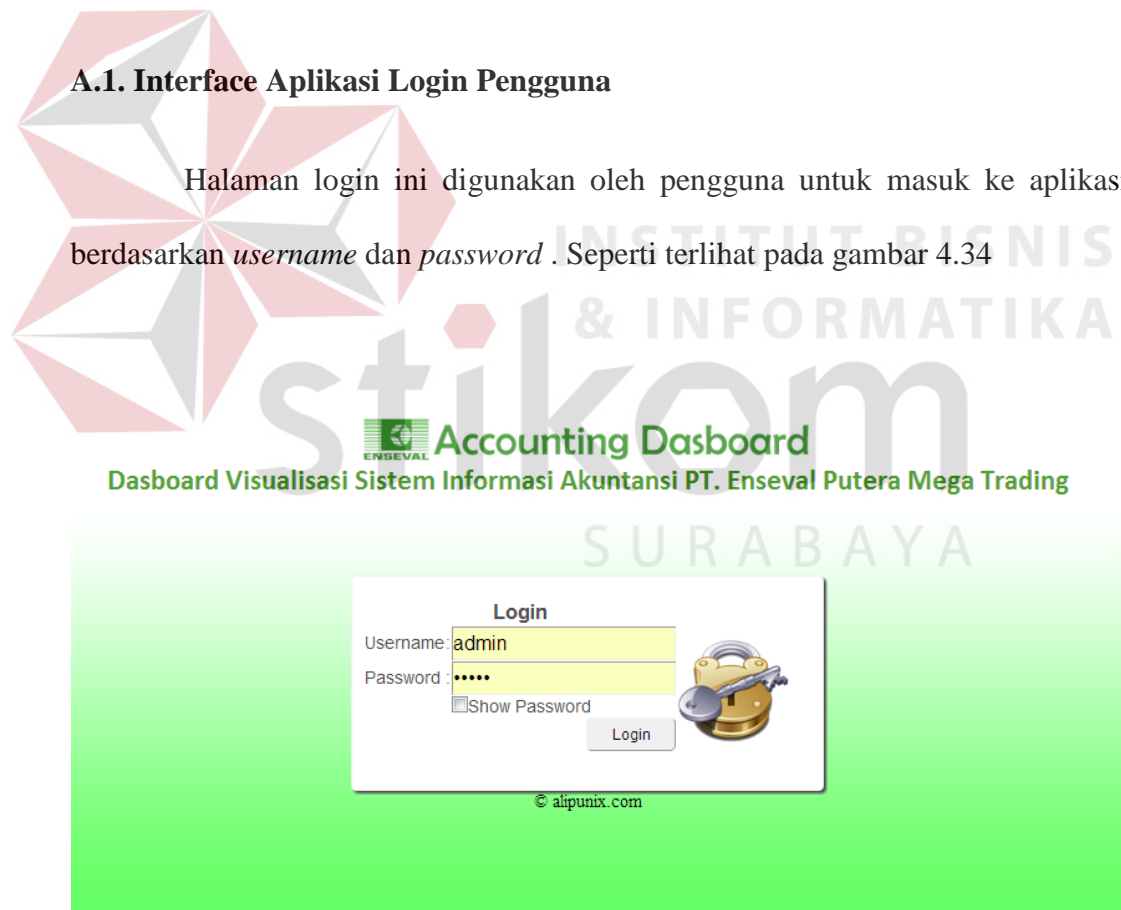 A.1. Interface Aplikasi Login Pengguna
Halaman login ini digunakan oleh pengguna untuk masuk ke aplikasi
berdasarkan username dan password . Seperti terlihat pada gambar 4.34
INSTITUT BISNIS
& INFORMATIKA
stikom
SURABAYA
ENSEVAL
Accounting Dasboard
Dasboard Visualisasi Sistem Informasi Akuntansi PT. Enseval Putera Mega Trading
Login
Username: admin
Password : •••••
Show Password
Login
© alipunix.com